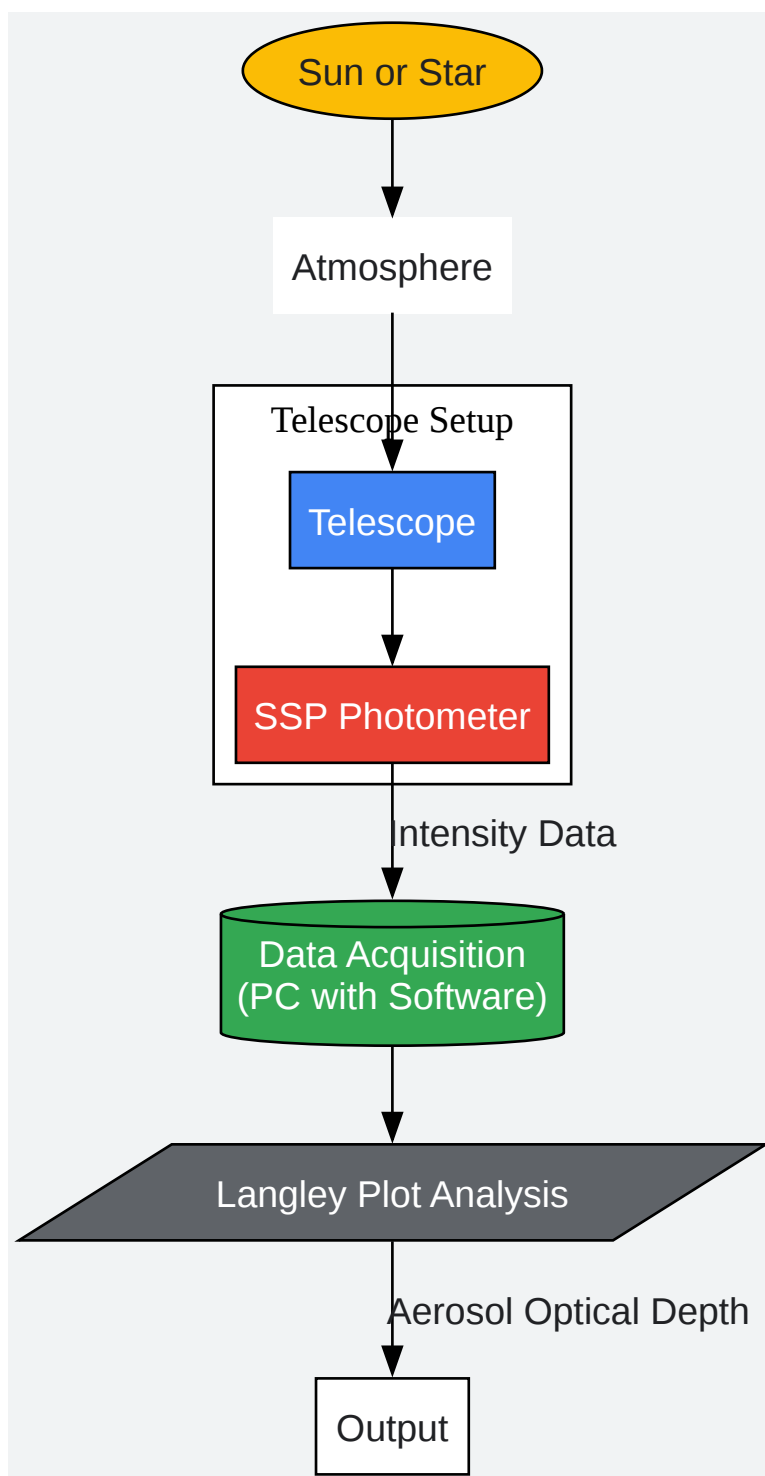 Sun or Star
Atmosphere
Telescope Setup
Telescope
SSP Photometer
Intensity Data
Data Acquisition
(PC with Software)
Langley Plot Analysis
Aerosol Optical Depth
Output